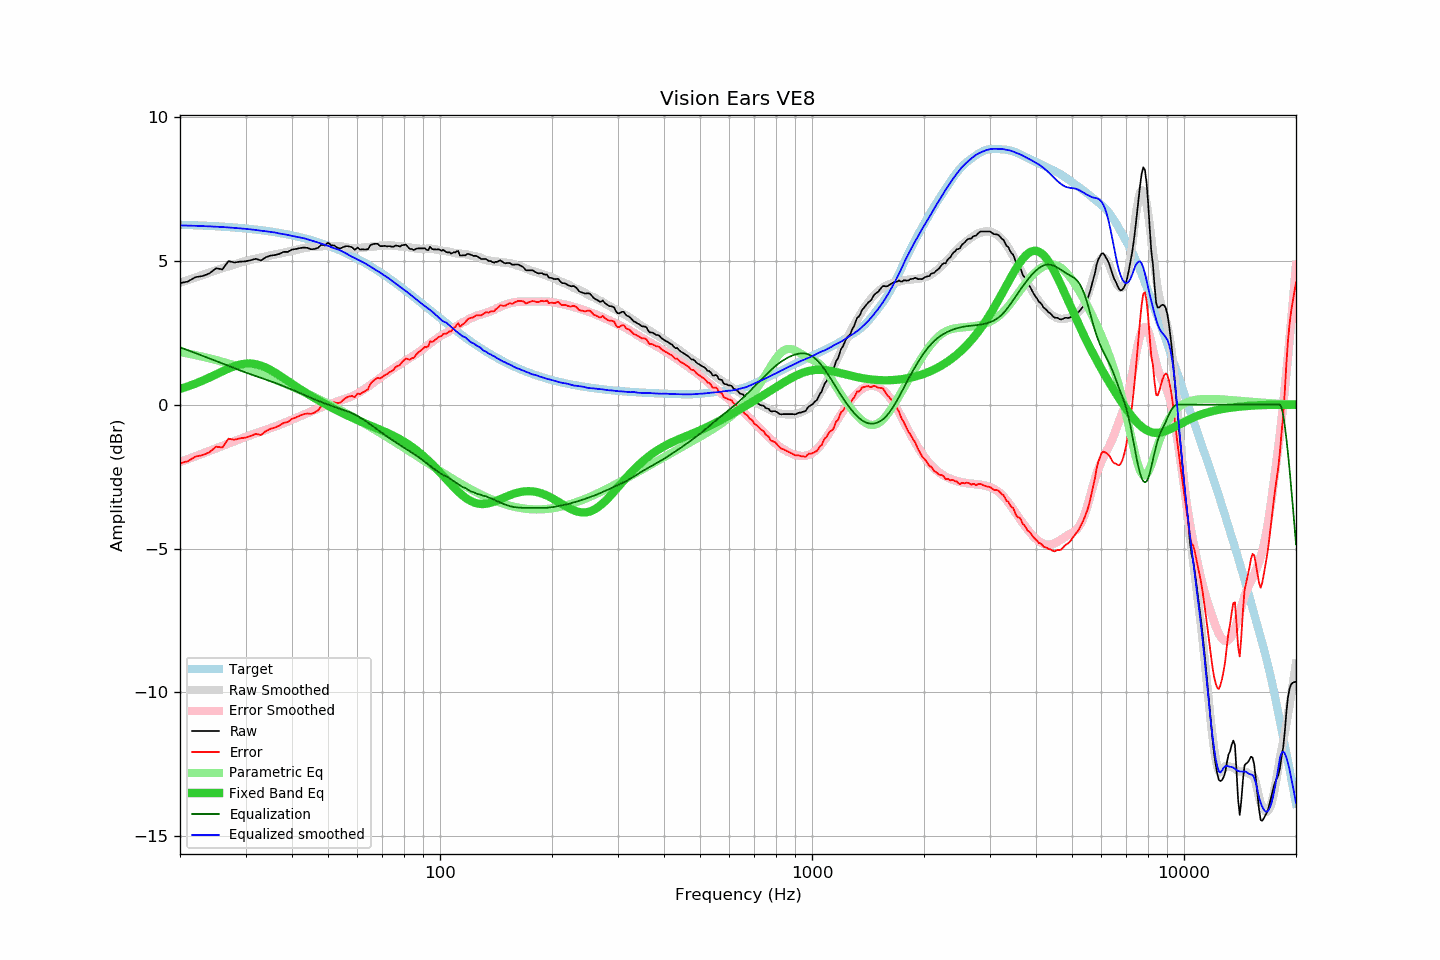 Vision Ears VE8
10
5
0
−5
−10
−15
Amplitude (dBr)
Target
Raw Smoothed
Error Smoothed
Raw
Error
Parametric Eq
Fixed Band Eq
Equalization
Equalized smoothed
100 1000 10000
Frequency (Hz)